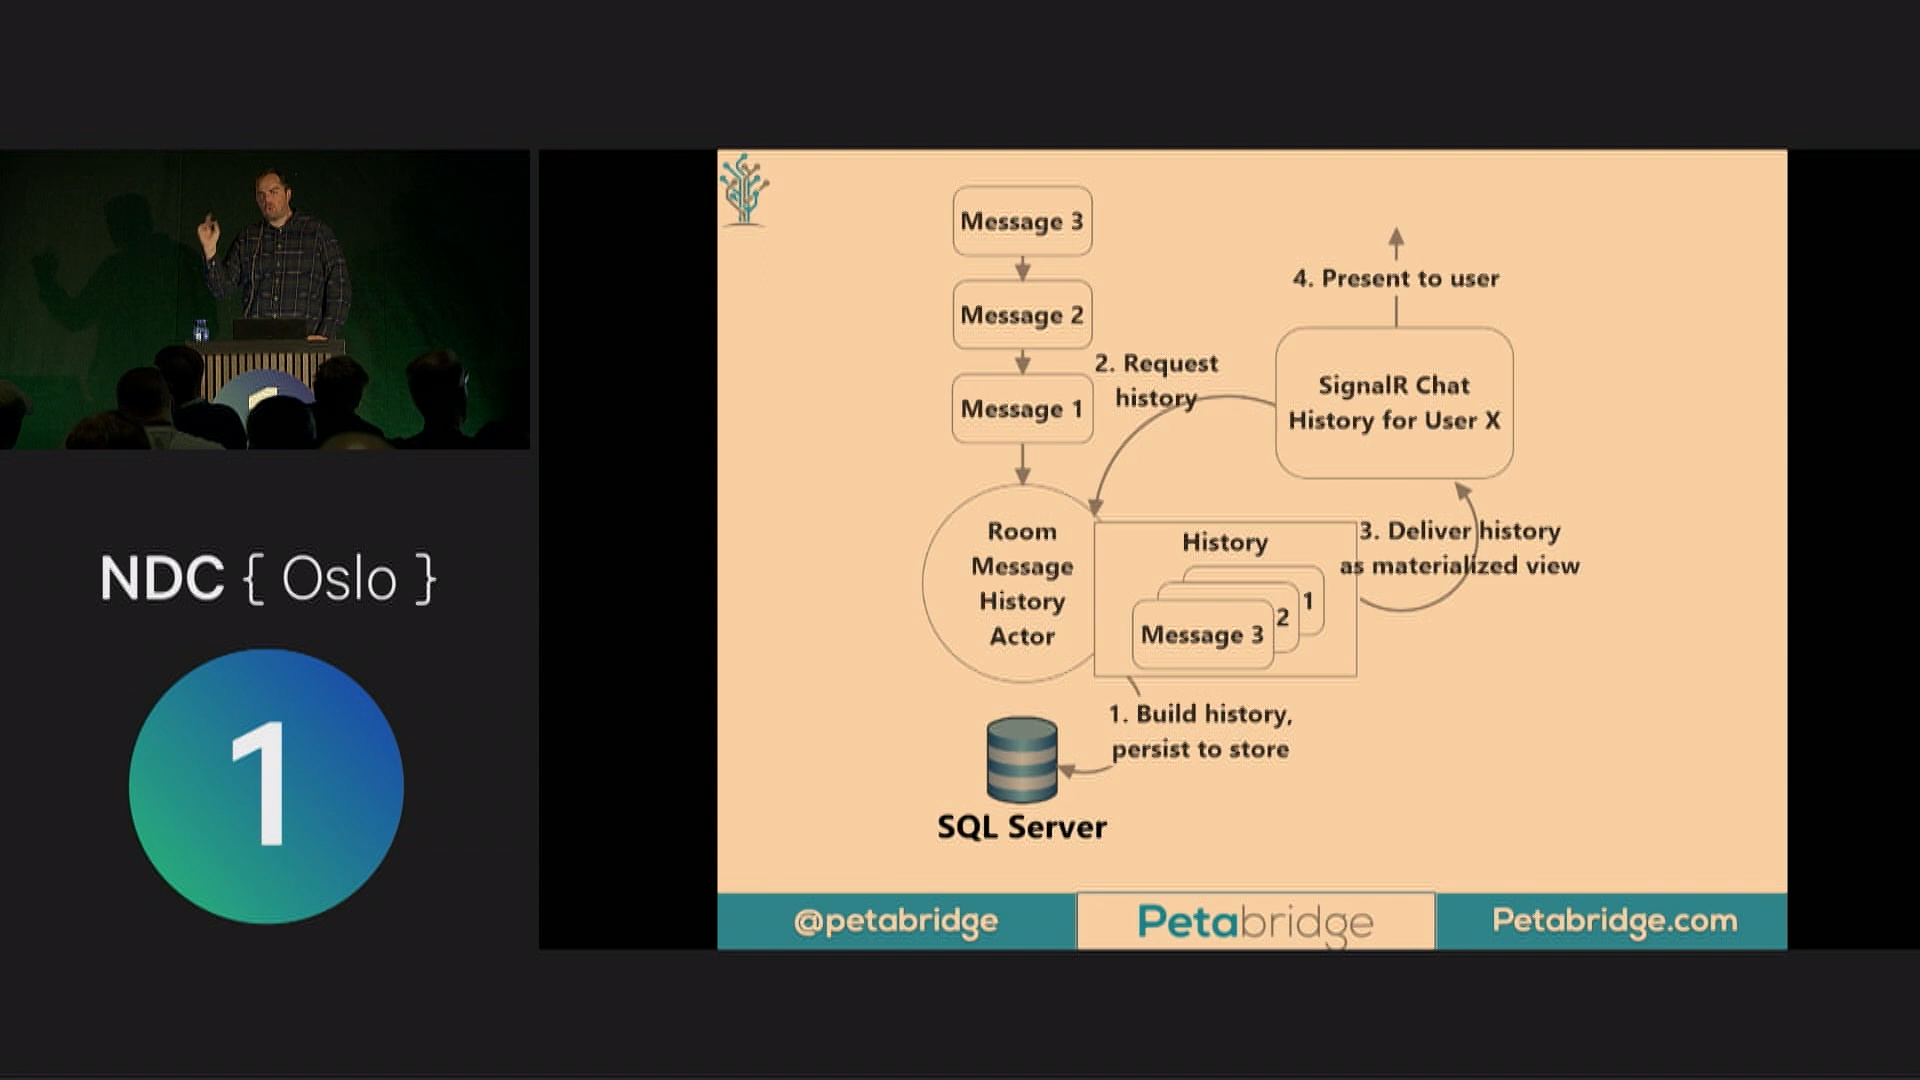 NDC { Oslo }
1
Message 3
Message 2
Message 1
Room
Message
History
Actor
2. Request
history
4. Present to user
SignalR Chat
History for User X
History
1
2
Message 3
3. Deliver history
as materialized view
1. Build history,
persist to store
SQL Server
@petabridge
Petabridge
Petabridge.com